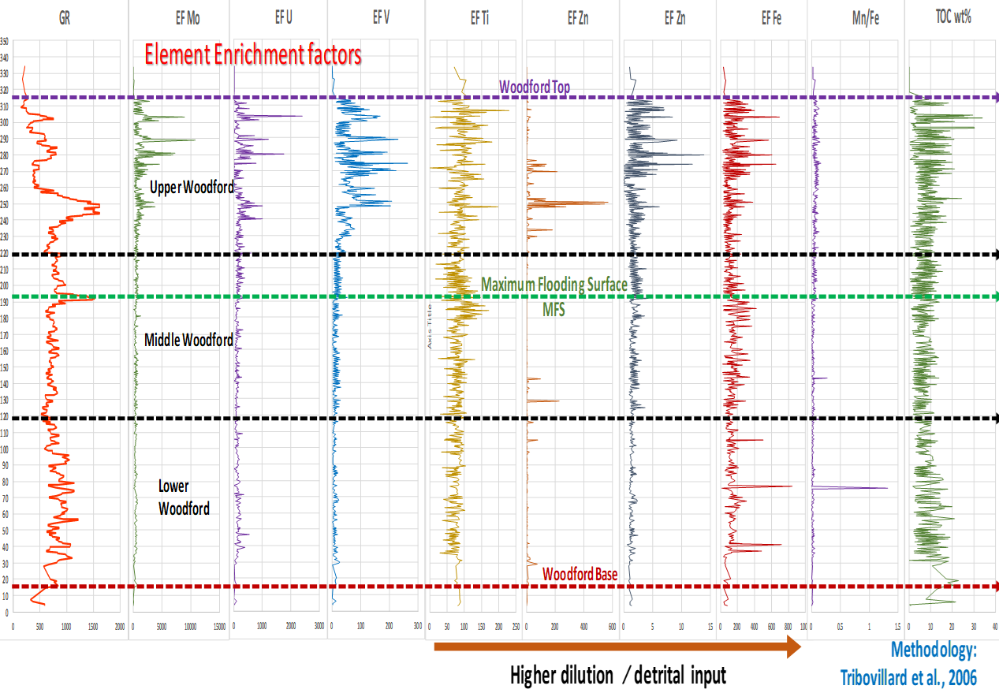 GR EF Mo EF U EF V EF Ti EF Zn EF Zn EF Fe Mn/Fe TOC wt%
350
340
Element Enrichment factors
330
320
Woodford Top
310
300
290
280
270
260
Upper Woodford
250
240
230
220
210
200
Maximum Flooding Surface
190
MFS
180
Axis Title
170
Middle Woodford
160
150
140
130
120
110
100
90
80
Lower
70
Woodford
60
50
40
30
Woodford Base
20
10
0
0 500 1000 1500 2000 0 5000 10000 15000 0 1000 2000 3000 0 100 200 300 0 50 100 150 200 250 0 200 400 600 0 5 10 15 0 200 400 600 800 100 0 0.5 1 1.5 0 10 20 30 40
Methodology:
Higher dilution / detrital input
Tribovillard et al., 2006